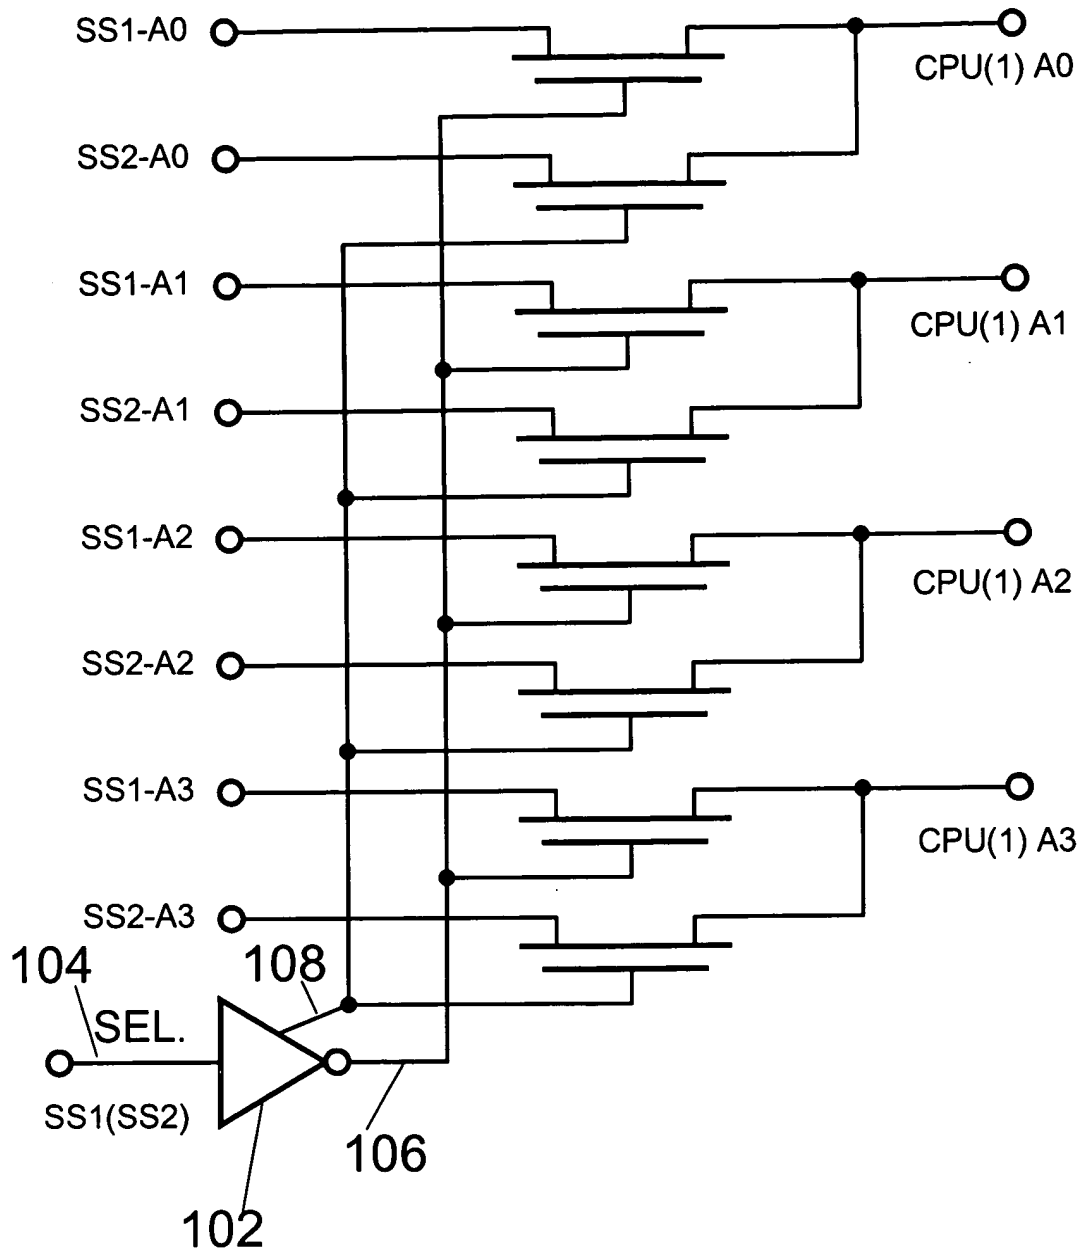 SS1-A0
CPU(1) A0
SS2-A0
SS1-A1
CPU(1) A1
SS2-A1
SS1-A2
CPU(1) A2
SS2-A2
SS1-A3
CPU(1) A3
SS2-A3
104
108
SEL.
SS1(SS2)
106
102